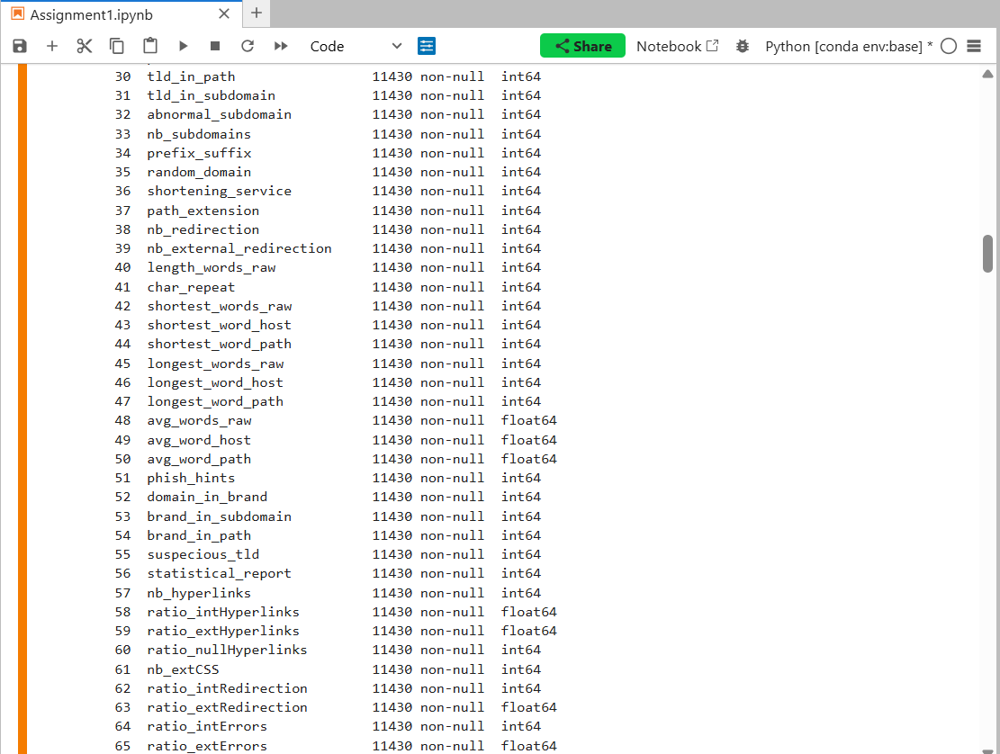 Assignment1.ipynb
Code
Share
Notebook
Python [conda env:base] *
30 tld_in_path 11430 non-null int64
31 tld_in_subdomain 11430 non-null int64
32 abnormal_subdomain 11430 non-null int64
33 nb_subdomains 11430 non-null int64
34 prefix_suffix 11430 non-null int64
35 random_domain 11430 non-null int64
36 shortening_service 11430 non-null int64
37 path_extension 11430 non-null int64
38 nb_redirection 11430 non-null int64
39 nb_external_redirection 11430 non-null int64
40 length_words_raw 11430 non-null int64
41 char_repeat 11430 non-null int64
42 shortest_words_raw 11430 non-null int64
43 shortest_word_host 11430 non-null int64
44 shortest_word_path 11430 non-null int64
45 longest_words_raw 11430 non-null int64
46 longest_word_host 11430 non-null int64
47 longest_word_path 11430 non-null int64
48 avg_words_raw 11430 non-null float64
49 avg_word_host 11430 non-null float64
50 avg_word_path 11430 non-null float64
51 phish_hints 11430 non-null int64
52 domain_in_brand 11430 non-null int64
53 brand_in_subdomain 11430 non-null int64
54 brand_in_path 11430 non-null int64
55 suspecious_tld 11430 non-null int64
56 statistical_report 11430 non-null int64
57 nb_hyperlinks 11430 non-null int64
58 ratio_intHyperlinks 11430 non-null float64
59 ratio_extHyperlinks 11430 non-null float64
60 ratio_nullHyperlinks 11430 non-null int64
61 nb_extCSS 11430 non-null int64
62 ratio_intRedirection 11430 non-null int64
63 ratio_extRedirection 11430 non-null float64
64 ratio_intErrors 11430 non-null int64
65 ratio_extErrors 11430 non-null float64